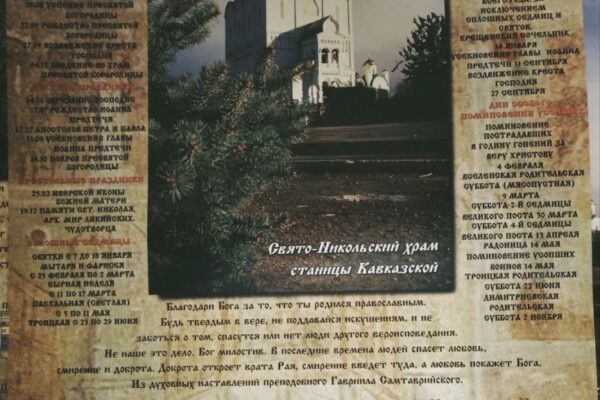 28.08 Успение Пресвятой
Богородицы
21.09 Рождество Пресвятой
Богородицы
27.09 Воздвижение Креста
Господня
04.12 Введение во храм
Пресвятой Богородицы
14.01 Обрезание Господне
07.07 Рождество Иоанна
Предтечи
12.07 Апостолов Петра и Павла
11.09 Усекновение главы
Иоанна Предтечи
14.10 Покров Пресвятой
Богородицы
Престольные праздники
25.02 Иверской иконы
Божией Матери
19.12 Памяти свт. Николая,
арх. Мир Ликийских,
чудотворца
Сплошные седмицы
Святки с 7 до 18 января
Мытаря и фарисея
с 25 февраля по 2 марта
Сырная неделя
с 11 по 17 марта
Пасхальная (Светлая)
с 5 по 11 мая
Троицкая с 23 по 29 июня
исключением
сплошных седмиц и
святок
Крещенский сочельник
18 января
Усекновение главы Иоанна
Предтечи 11 сентября
Воздвижение Креста
Господня
27 сентября
Дни особого
поминовения усопших
Поминовение
пострадавших
в годину гонений за
веру Христову
4 февраля
Вселенская родительская
суббота (мясопустная)
9 марта
Суббота 2-й седмицы
Великого поста 30 марта
Суббота 4-й седмицы
Великого поста 13 апреля
Радоница 14 мая
Поминовение усопших
воинов 14 мая
Троицкая родительская
суббота 22 июня
Димитриевская
родительская
суббота 2 ноября
Свято-Никольский храм
станицы Кавказской
Благодари Бога за то, что ты родился православным.
Будь твердым в вере, не поддавайся искушениям, и не
заботься о том, спасутся или нет люди другого вероисповедания.
Не наше это дело. Бог милостив. В последние времена людей спасет любовь,
смирение и доброта. Доброта откроет врата Рая, смирение введет туда, а любовь покажет Бога.
Из духовных наставлений преподобного Гавриила Самтаврийского.